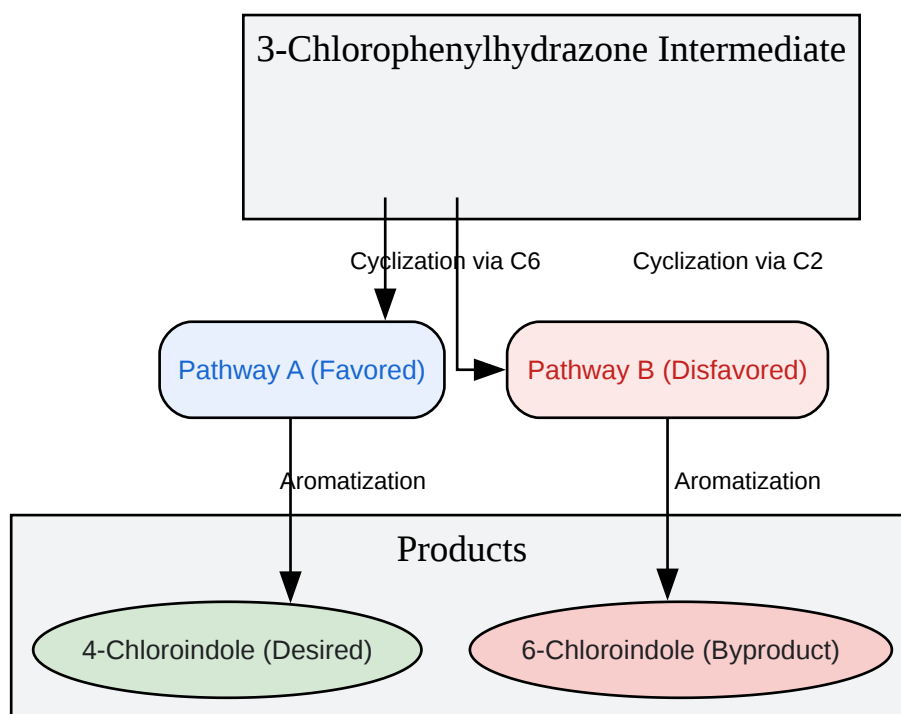 3-Chlorophenylhydrazone Intermediate
Cyclization via C6
Cyclization via C2
Pathway A (Favored)
Pathway B (Disfavored)
Aromatization
Aromatization
Products
4-Chloroindole (Desired)
6-Chloroindole (Byproduct)